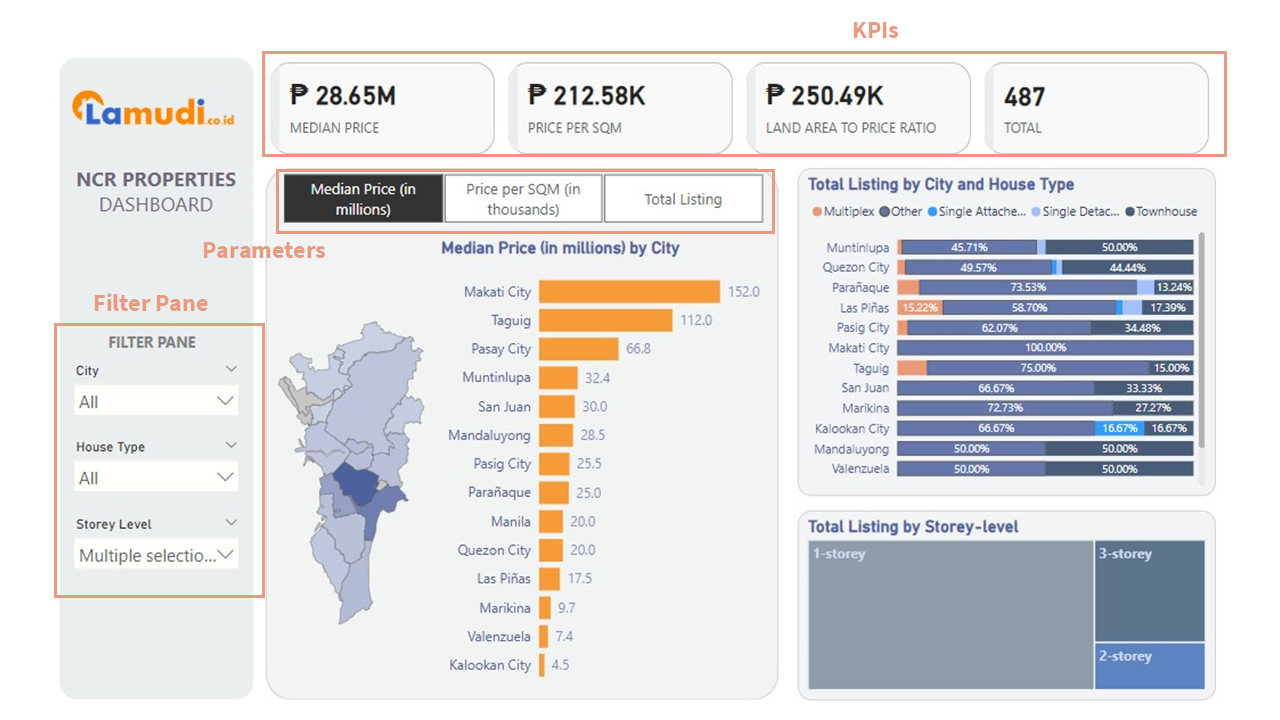 KPIs
Lamudi.co.id
NCR PROPERTIES
DASHBOARD
₱ 28.65M
MEDIAN PRICE
₱ 212.58K
PRICE PER SQM
₱ 250.49K
LAND AREA TO PRICE RATIO
487
TOTAL
Median Price (in
millions)
Price per SQM (in
thousands)
Total Listing
Parameters
Filter Pane
FILTER PANE
City
All
House Type
All
Storey Level
Multiple selectio...
Median Price (in millions) by City
Makati City 152.0
Taguig 112.0
Pasay City 66.8
Muntinlupa 32.4
San Juan 30.0
Mandaluyong 28.5
Pasig City 25.5
Parañaque 25.0
Manila 20.0
Quezon City 20.0
Las Piñas 17.5
Marikina 9.7
Valenzuela 7.4
Kalookan City 4.5
Total Listing by City and House Type
Multiplex Other Single Attache... Single Detac... Townhouse
Muntinlupa 45.71% 50.00%
Quezon City 49.57% 44.44%
Parañaque 73.53% 13.24%
Las Piñas 15.22% 58.70% 17.39%
Pasig City 62.07% 34.48%
Makati City 100.00%
Taguig 75.00% 15.00%
San Juan 66.67% 33.33%
Marikina 72.73% 27.27%
Kalookan City 66.67% 16.67% 16.67%
Mandaluyong 50.00% 50.00%
Valenzuela 50.00% 50.00%
Total Listing by Storey-level
1-storey
3-storey
2-storey